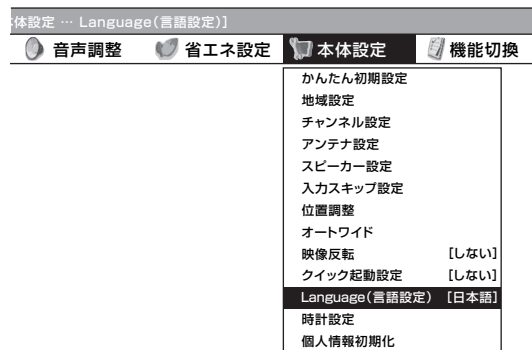 体設定 … Language(言語設定)]
音声調整 省エネ設定 本体設定 機能切換
かんたん初期設定
地域設定
チャンネル設定
アンテナ設定
スピーカー設定
入力スキップ設定
位置調整
オートワイド
映像反転 [しない]
クイック起動設定 [しない]
Language(言語設定) [日本語]
時計設定
個人情報初期化